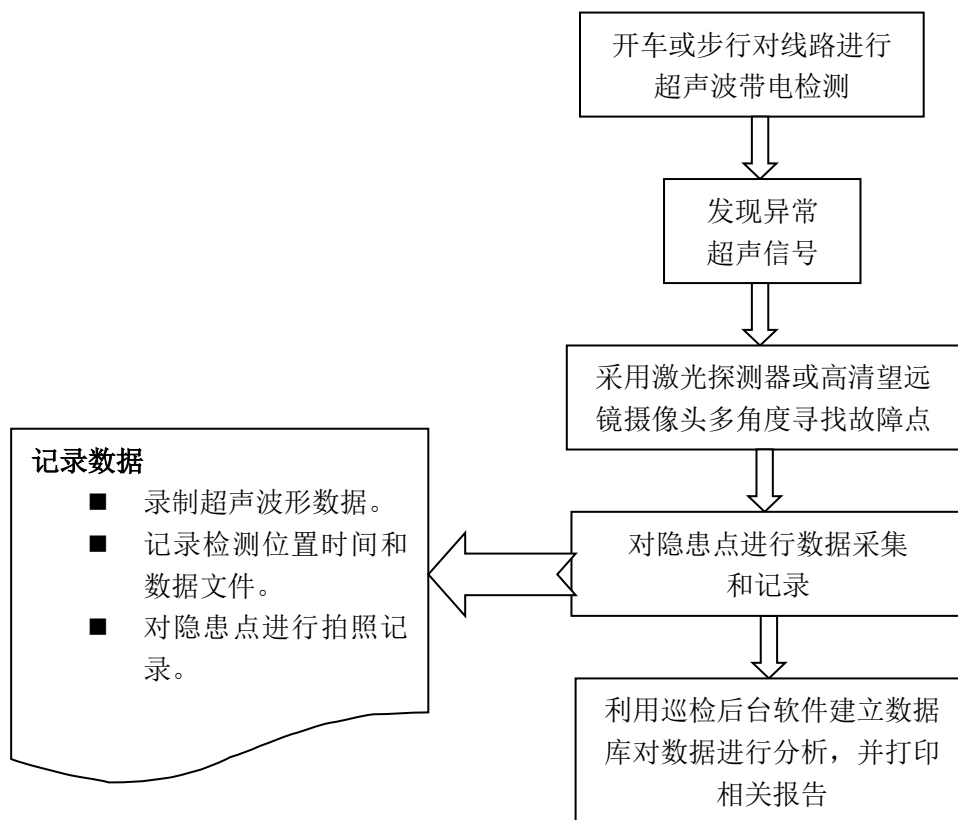 开车或步行对线路进行
超声波带电检测
发现异常
超声信号
采用激光探测器或高清望远
镜摄像头多角度寻找故障点
对隐患点进行数据采集
和记录
记录数据
■ 录制超声波形数据。
■ 记录检测位置时间和
数据文件。
■ 对隐患点进行拍照记
录。
利用巡检后台软件建立数据
库对数据进行分析，并打印
相关报告